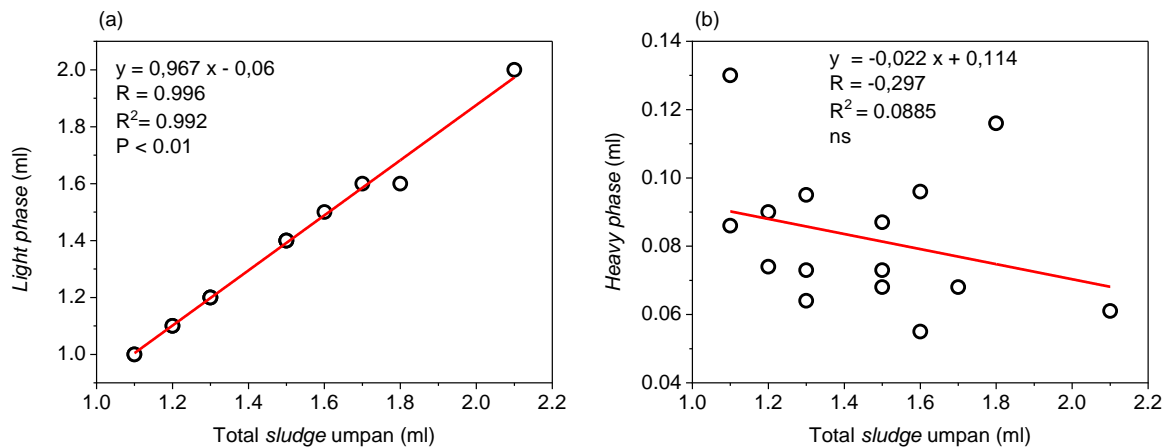 (a)
y = 0,967 x - 0,06
R = 0.996
R²= 0.992
P < 0.01
Light phase (ml)
2.0
1.8
1.6
1.4
1.2
1.0
1.0 1.2 1.4 1.6 1.8 2.0 2.2
Total sludge umpan (ml)
(b)
y = -0,022 x + 0,114
R = -0,297
R² = 0.0885
ns
Heavy phase (ml)
0.14
0.12
0.10
0.08
0.06
0.04
1.0 1.2 1.4 1.6 1.8 2.0 2.2
Total sludge umpan (ml)